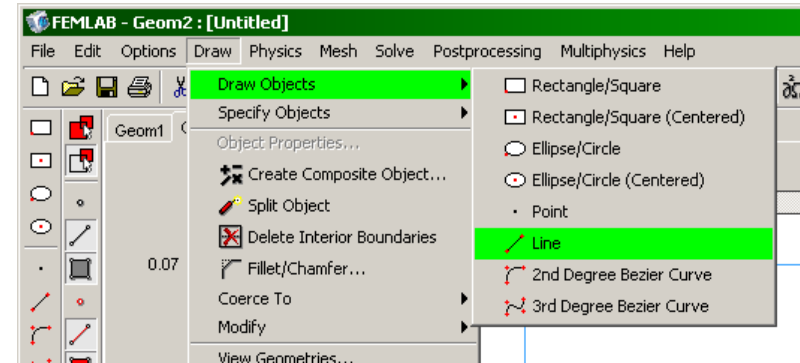 FEMLAB - Geom2 : [Untitled]
File Edit Options Draw Physics Mesh Solve Postprocessing Multiphysics Help
Draw Objects
Specify Objects
Object Properties...
Create Composite Object...
Split Object
Delete Interior Boundaries
Fillet/Chamfer...
Coerce To
Modify
View Geometries...
Rectangle/Square
Rectangle/Square (Centered)
Ellipse/Circle
Ellipse/Circle (Centered)
Point
Line
2nd Degree Bezier Curve
3rd Degree Bezier Curve
Geom1
0.07